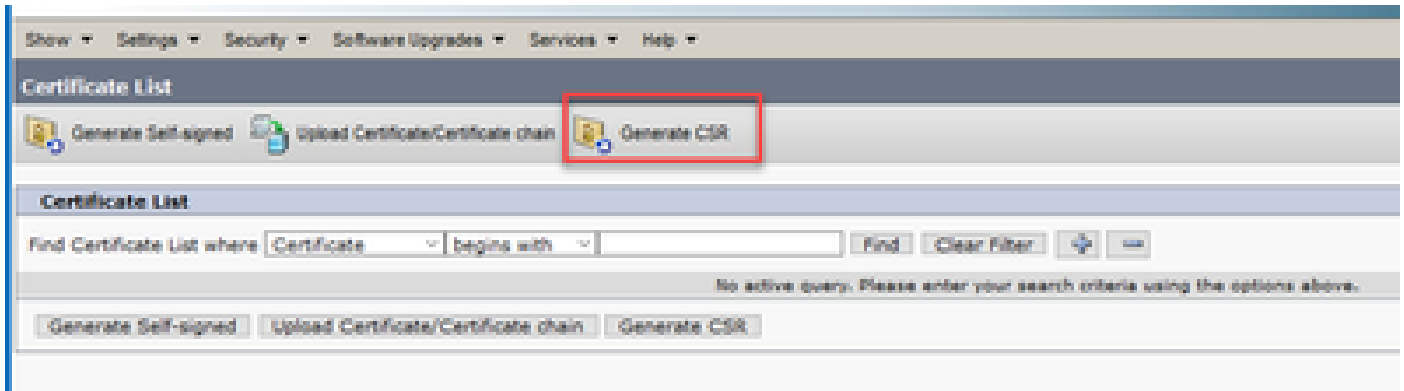 Show Settings Security Software Upgrades Services Help
Certificate List
Generate Self-signed Upload Certificate/Certificate chain Generate CSR
Certificate List
Find Certificate List where Certificate begins with Find Clear Filter
No active query. Please enter your search criteria using the options above.
Generate Self-signed Upload Certificate/Certificate chain Generate CSR